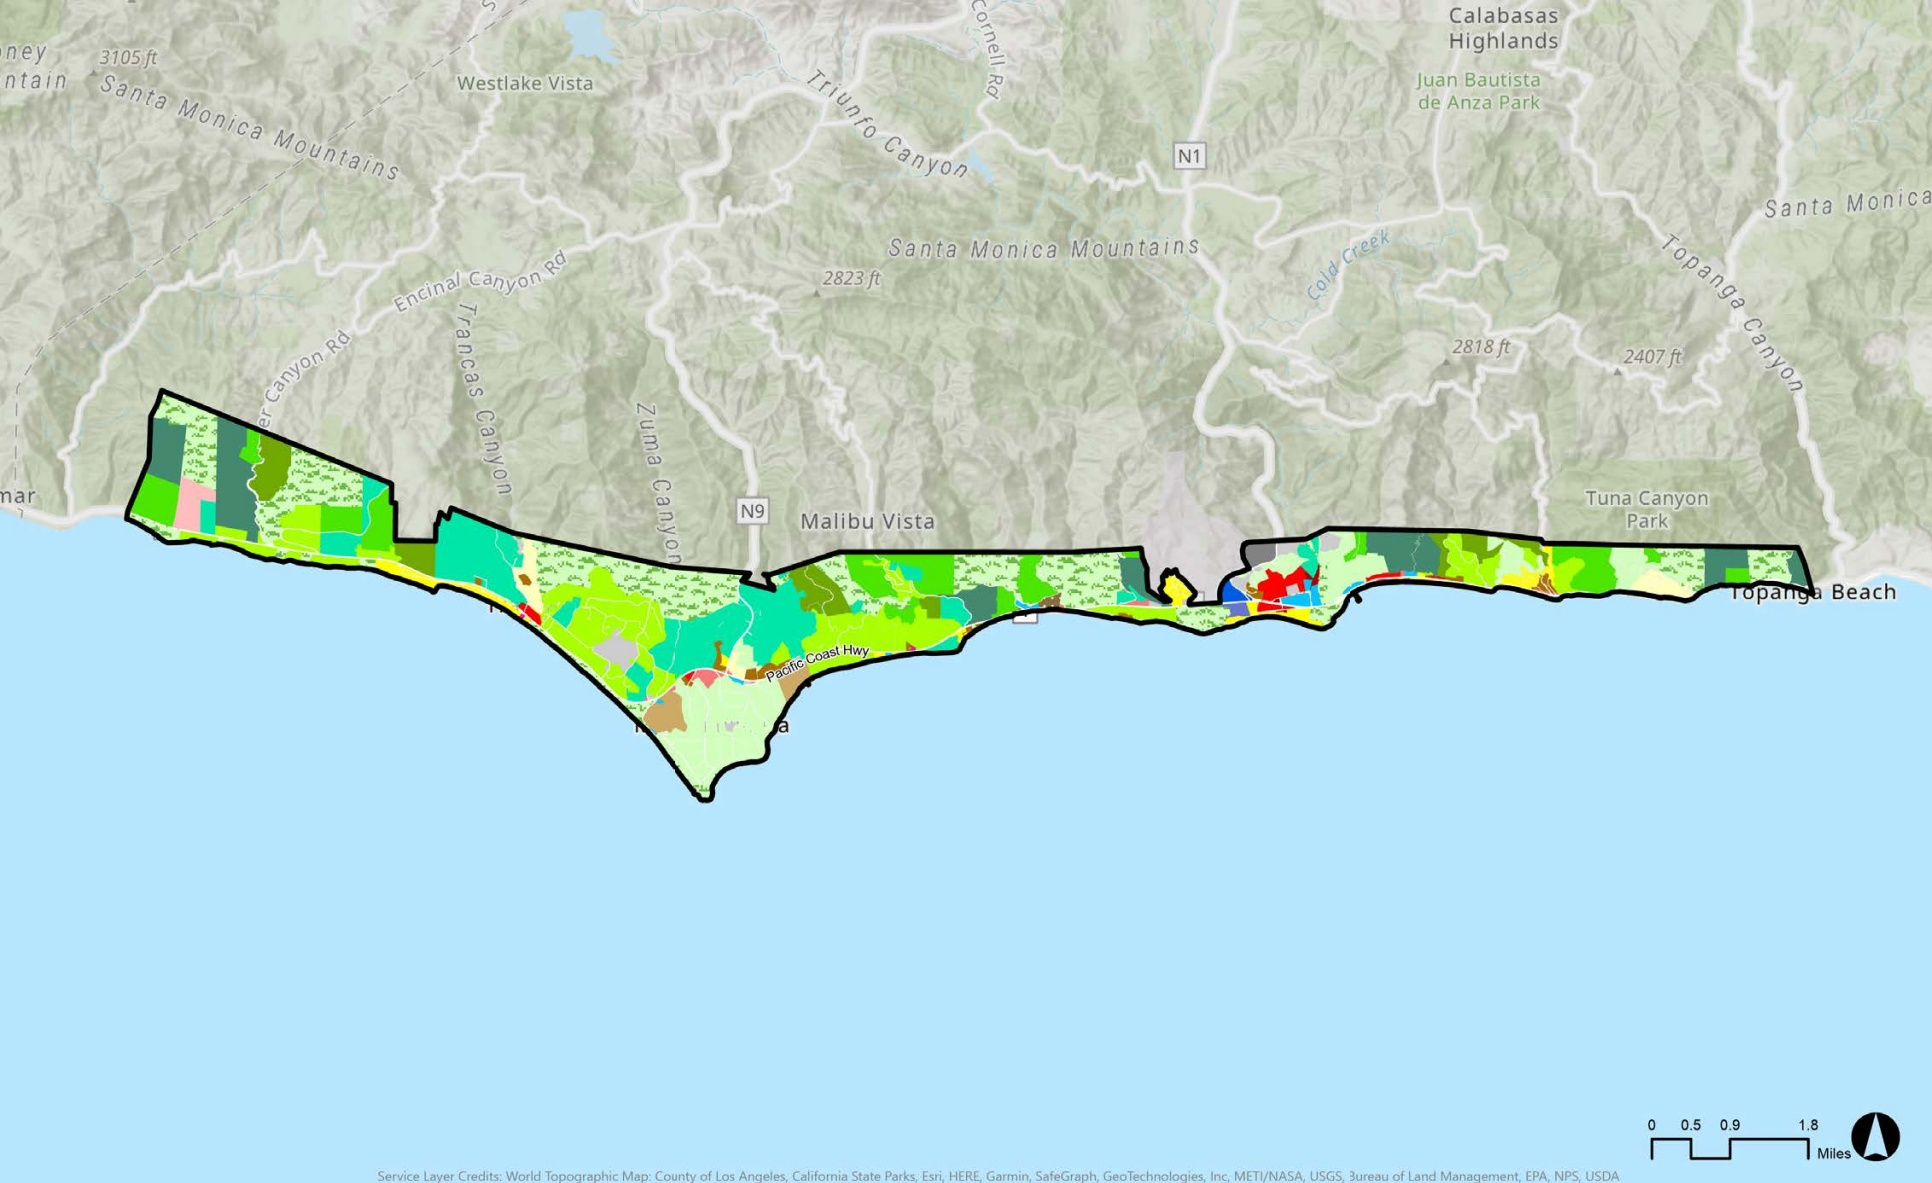 Calabasas
Highlands
3105 ft
Westlake Vista
Santa Monica Mountains
Cornell Rd
Triunfo Canyon
Juan Bautista
de Anza Park
N1
Santa Monica
Santa Monica Mountains
Cold Creek
Topanga Canyon
Encinal Canyon Rd
2823 ft
Trancas Canyon
Canyon Rd
2818 ft
2407 ft
Zuma Canyon
N9
Malibu Vista
Tuna Canyon
Park
Topanga Beach
Pacific Coast Hwy
0 0.5 0.9 1.8
Miles
Service Layer Credits: World Topographic Map: County of Los Angeles, California State Parks, Esri, HERE, Garmin, SafeGraph, GeoTechnologies, Inc, METI/NASA, USGS, Bureau of Land Management, EPA, NPS, USDA